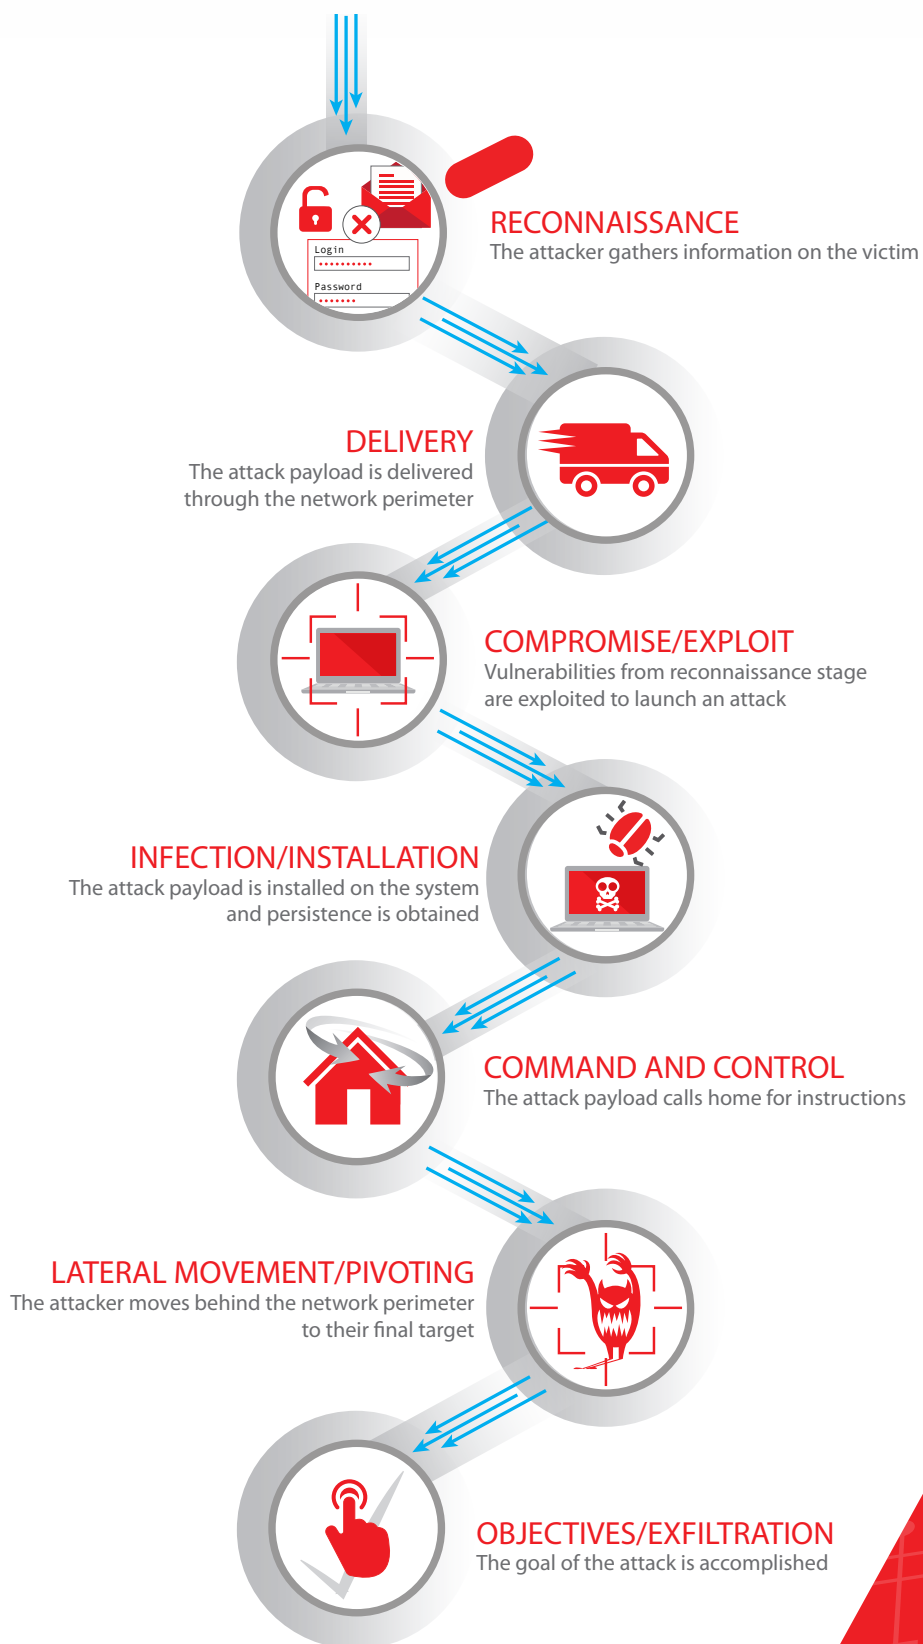 Login
Password
RECONNAISSANCE
The attacker gathers information on the victim
DELIVERY
The attack payload is delivered
through the network perimeter
COMPROMISE/EXPLOIT
Vulnerabilities from reconnaissance stage
are exploited to launch an attack
INFECTION/INSTALLATION
The attack payload is installed on the system
and persistence is obtained
COMMAND AND CONTROL
The attack payload calls home for instructions
LATERAL MOVEMENT/PIVOTING
The attacker moves behind the network perimeter
to their final target
OBJECTIVES/EXFILTRATION
The goal of the attack is accomplished